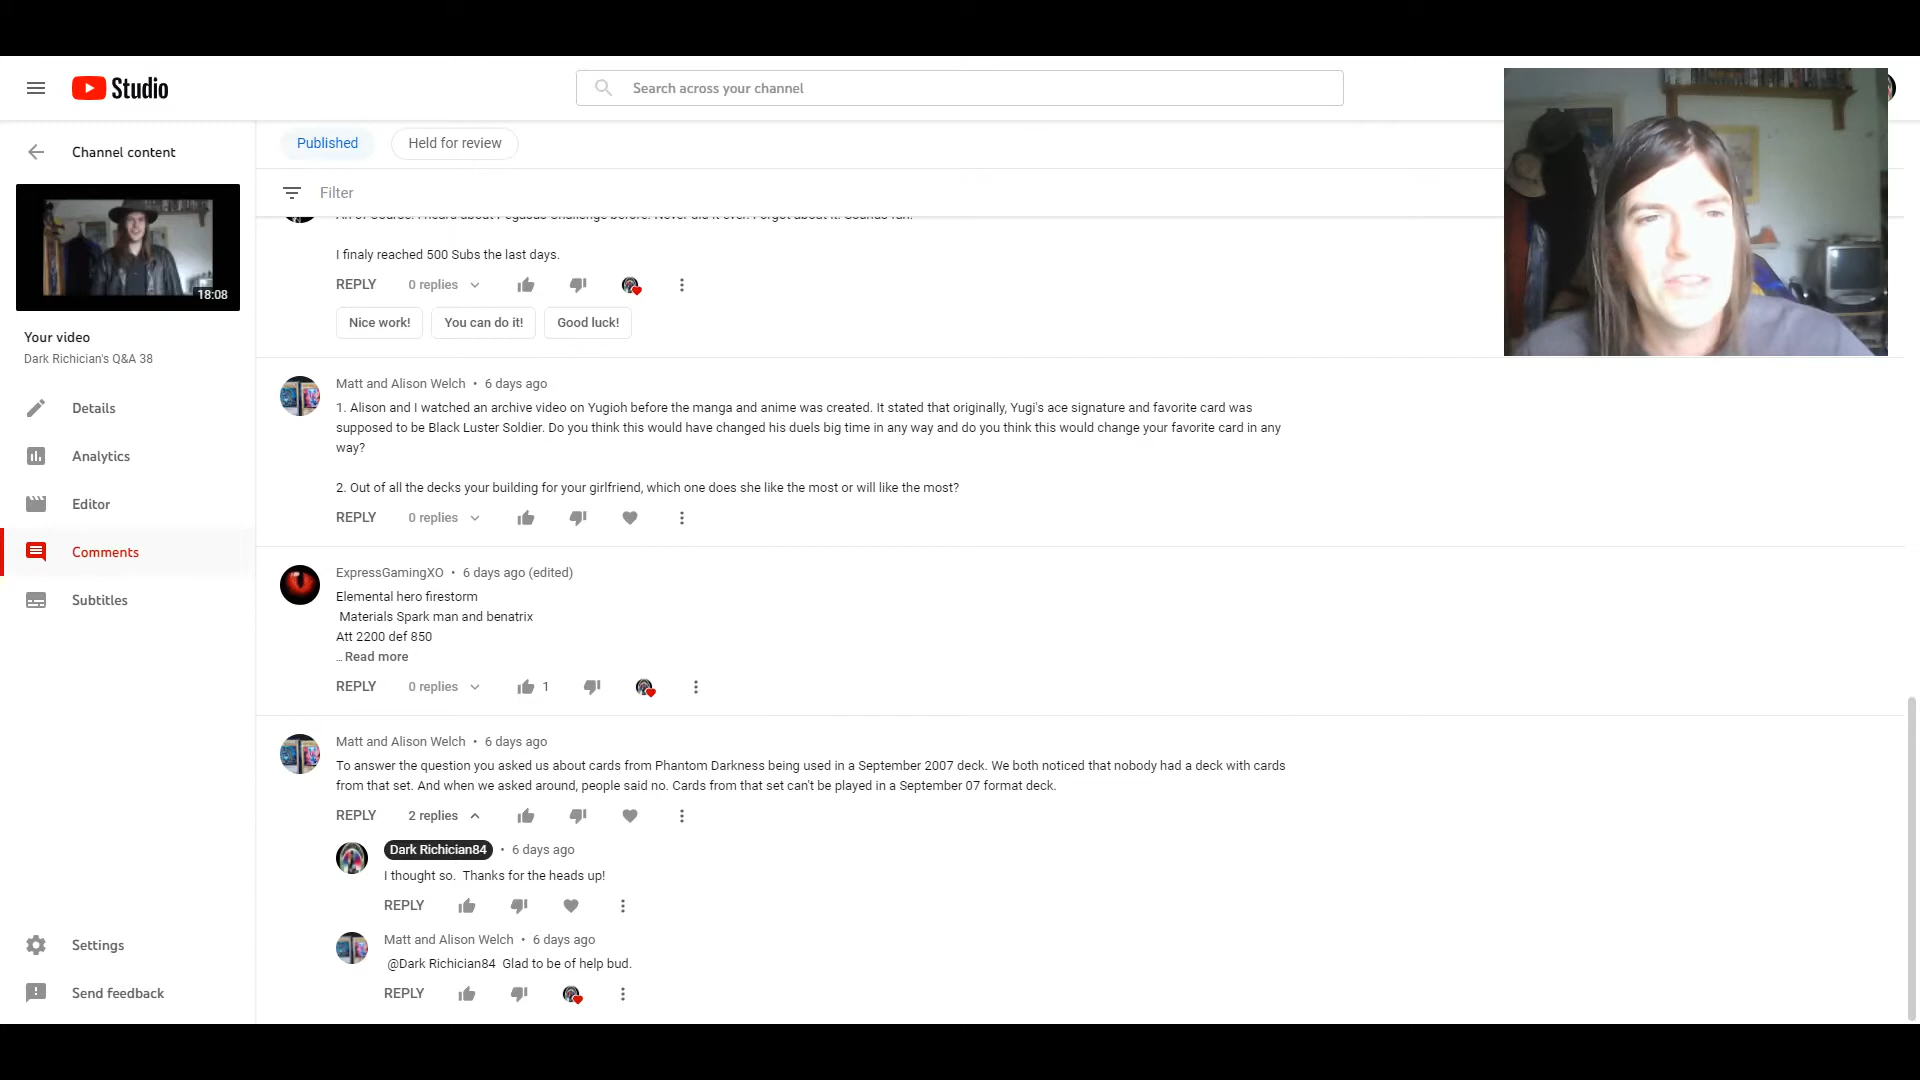 Studio
Search across your channel
Channel content
Published
Held for review
Filter
18:08
Your video
Dark Richician's Q&A 38
Details
Analytics
Editor
Comments
Subtitles
Settings
Send feedback
I finaly reached 500 Subs the last days.
REPLY 0 replies
Nice work! You can do it! Good luck!
Matt and Alison Welch • 6 days ago
1. Alison and I watched an archive video on Yugioh before the manga and anime was created. It stated that originally, Yugi's ace signature and favorite card was
supposed to be Black Luster Soldier. Do you think this would have changed his duels big time in any way and do you think this would change your favorite card in any
way?
2. Out of all the decks your building for your girlfriend, which one does she like the most or will like the most?
REPLY 0 replies
ExpressGamingXO • 6 days ago (edited)
Elemental hero firestorm
Materials Spark man and benatrix
Att 2200 def 850
... Read more
REPLY 0 replies 1
Matt and Alison Welch • 6 days ago
To answer the question you asked us about cards from Phantom Darkness being used in a September 2007 deck. We both noticed that nobody had a deck with cards
from that set. And when we asked around, people said no. Cards from that set can't be played in a September 07 format deck.
REPLY 2 replies
Dark Richician84 • 6 days ago
I thought so. Thanks for the heads up!
REPLY
Matt and Alison Welch • 6 days ago
@Dark Richician84 Glad to be of help bud.
REPLY